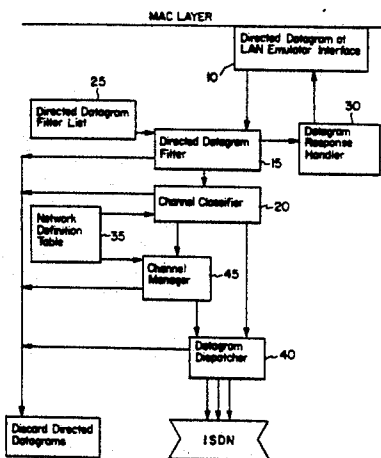 MAC LAYER
Directed Datagram at
LAN Emulator Interface
10
25
Directed Datagram
Filter List
30
Datagram
Response
Handler
Directed Datagram
Filter
15
Channel Classifier
20
Network
Definition
Table
35
45
Channel
Manager
Datagram
Dispatcher
40
Discard Directed
Datagrams
ISDN